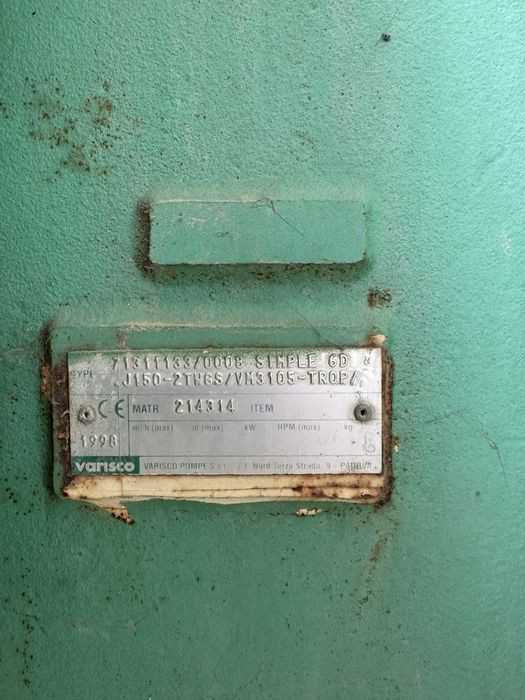 71311133/0008 SIMPLE 6D &
TYPE J150-2TWGS/VM3105-TROP/
CE MATR 214314 ITEM
1998 m³/h (max) m (max) kW RPM (max) kg
varisco VARISCO POMPE S.r.l. Z.I. Nord Terza Strada, 9 - PADOVA